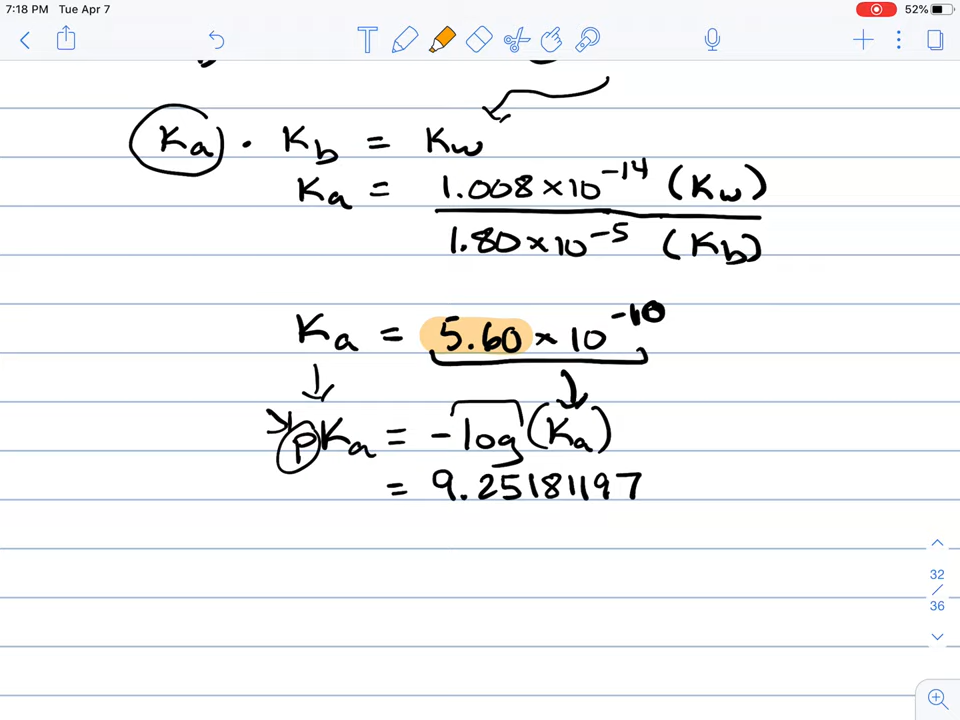 7:18 PM Tue Apr 7 52%
T
Ka · Kb = Kw
Ka = 1.008 × 10⁻¹⁴ (Kw)
1.80 × 10⁻⁵ (Kb)
Ka = 5.60 × 10⁻¹⁰
pKa = -log (Ka)
= 9.25181197
32
/
36